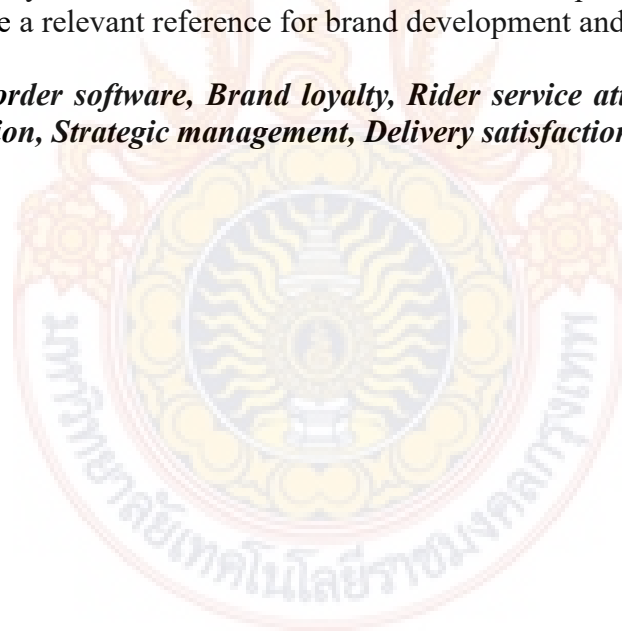 e a relevant reference for brand development and
order software, Brand loyalty, Rider service att
ion, Strategic management, Delivery satisfaction
มหาวิทยาลัยเทคโนโลยีราชมงคลกรุงเทพ